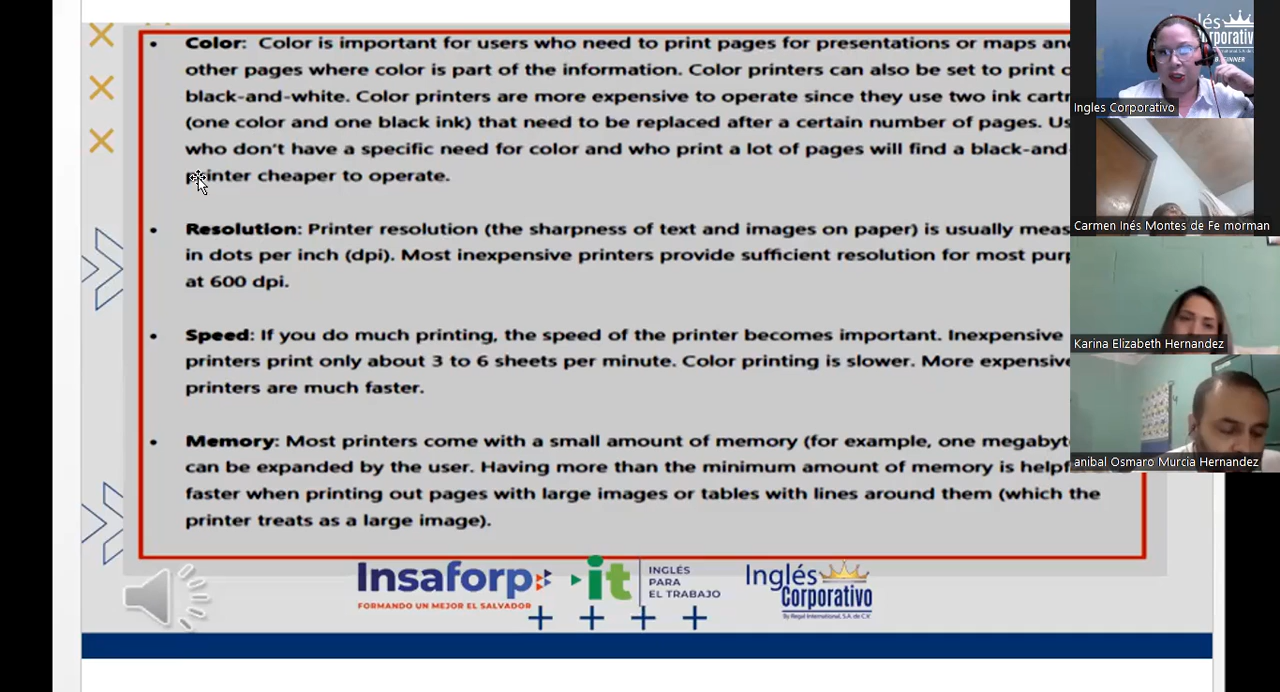 Color: Color is important for users who need to print pages for presentations or maps and
other pages where color is part of the information. Color printers can also be set to print
black-and-white. Color printers are more expensive to operate since they use two ink
(one color and one black ink) that need to be replaced after a certain number of pages.
who don't have a specific need for color and who print a lot of pages will find a black-and-
printer cheaper to operate.
Resolution: Printer resolution (the sharpness of text and images on paper) is usually
in dots per inch (dpi). Most inexpensive printers provide sufficient resolution for most
at 600 dpi.
Speed: If you do much printing, the speed of the printer becomes important. Inexpensive
printers print only about 3 to 6 sheets per minute. Color printing is slower. More expensive
printers are much faster.
Memory: Most printers come with a small amount of memory (for example, one
can be expanded by the user. Having more than the minimum amount of memory is
faster when printing out pages with large images or tables with lines around them (which the
printer treats as a large image).
Insaforp
FORMANDO UN MEJOR EL SALVADOR
it
INGLÉS
PARA
EL TRABAJO
Inglés
Corporativo
By Regal International, S.A. de C.V.
Ingles Corporativo
Carmen Inés Montes de Fe morman
Karina Elizabeth Hernandez
anibal Osmaro Murcia Hernandez